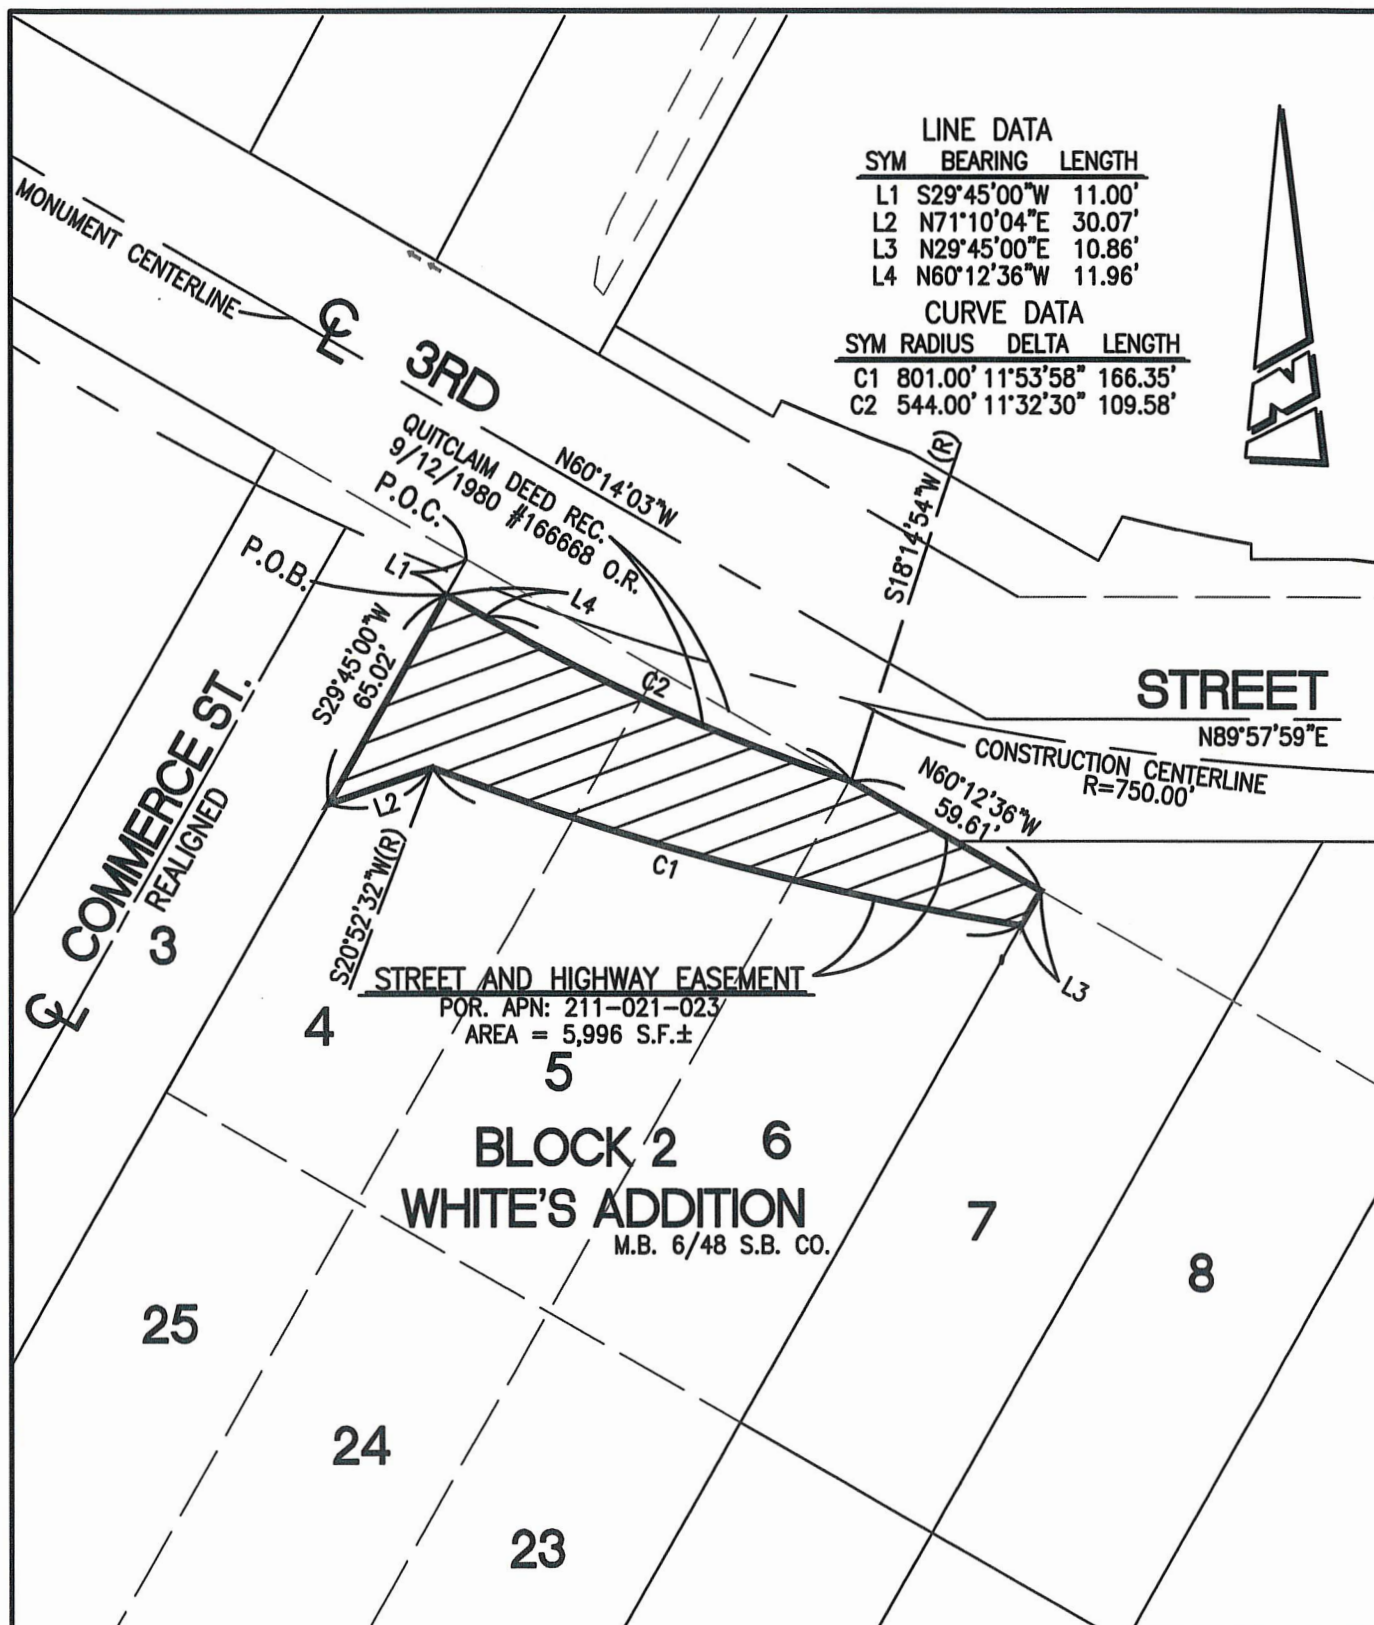 LINE DATA
SYM BEARING LENGTH
L1 S29°45'00"W 11.00'
L2 N71°10'04"E 30.07'
L3 N29°45'00"E 10.86'
L4 N60°12'36"W 11.96'
CURVE DATA
SYM RADIUS DELTA LENGTH
C1 801.00' 11°53'58" 166.35'
C2 544.00' 11°32'30" 109.58'
N
MONUMENT CENTERLINE
CL
3RD
N60°14'03"W
QUITCLAIM DEED REC.
9/12/1980 #166668 O.R.
P.O.C.
P.O.B.
L1
L4
S18°14'54"W (R)
S29°45'00"W
65.02'
C2
STREET
N89°57'59"E
CONSTRUCTION CENTERLINE
R=750.00'
N60°12'36"W
59.61'
L2
C1
S20°52'32"W(R)
L3
COMMERCE ST.
REALIGNED
CL
3
STREET AND HIGHWAY EASEMENT
POR. APN: 211-021-023
AREA = 5,996 S.F.±
4
5
BLOCK 2
6
WHITE'S ADDITION
M.B. 6/48 S.B. CO.
7
8
25
24
23